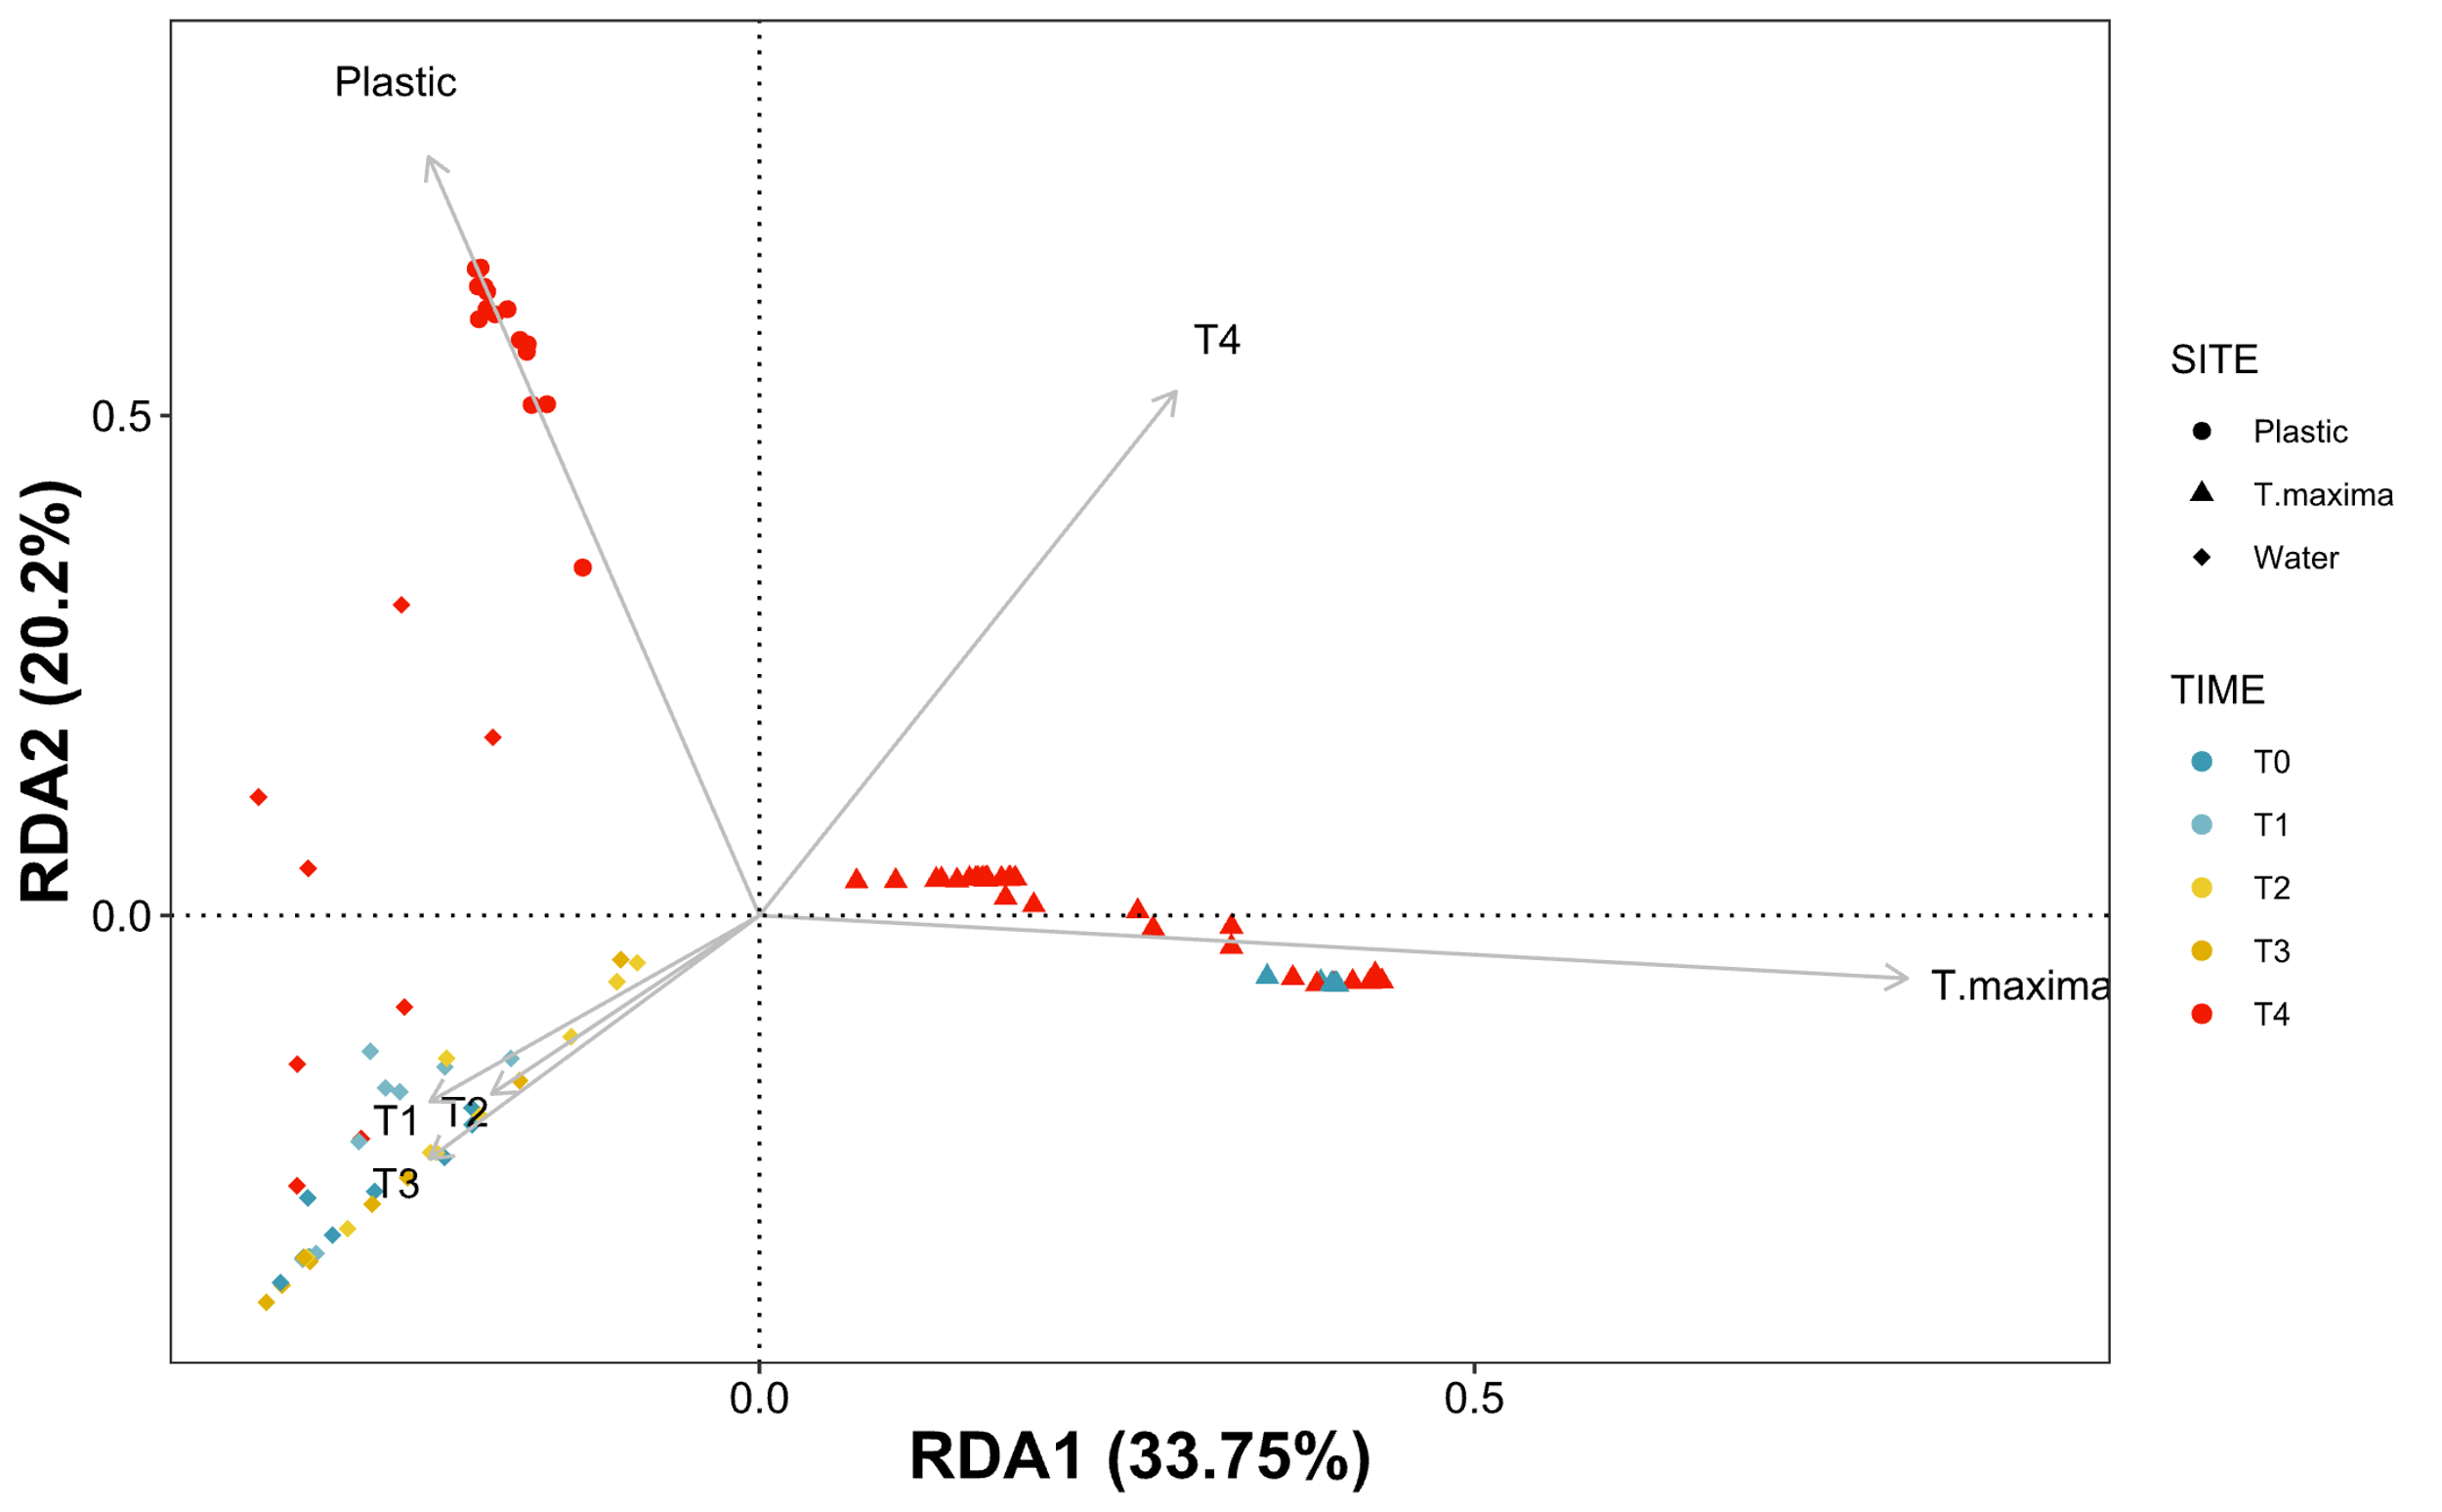 Plastic
T4
T.maxima
T1
T2
T3
0.5
0.0
0.0
0.5
RDA2 (20.2%)
RDA1 (33.75%)
SITE
Plastic
T.maxima
Water
TIME
T0
T1
T2
T3
T4